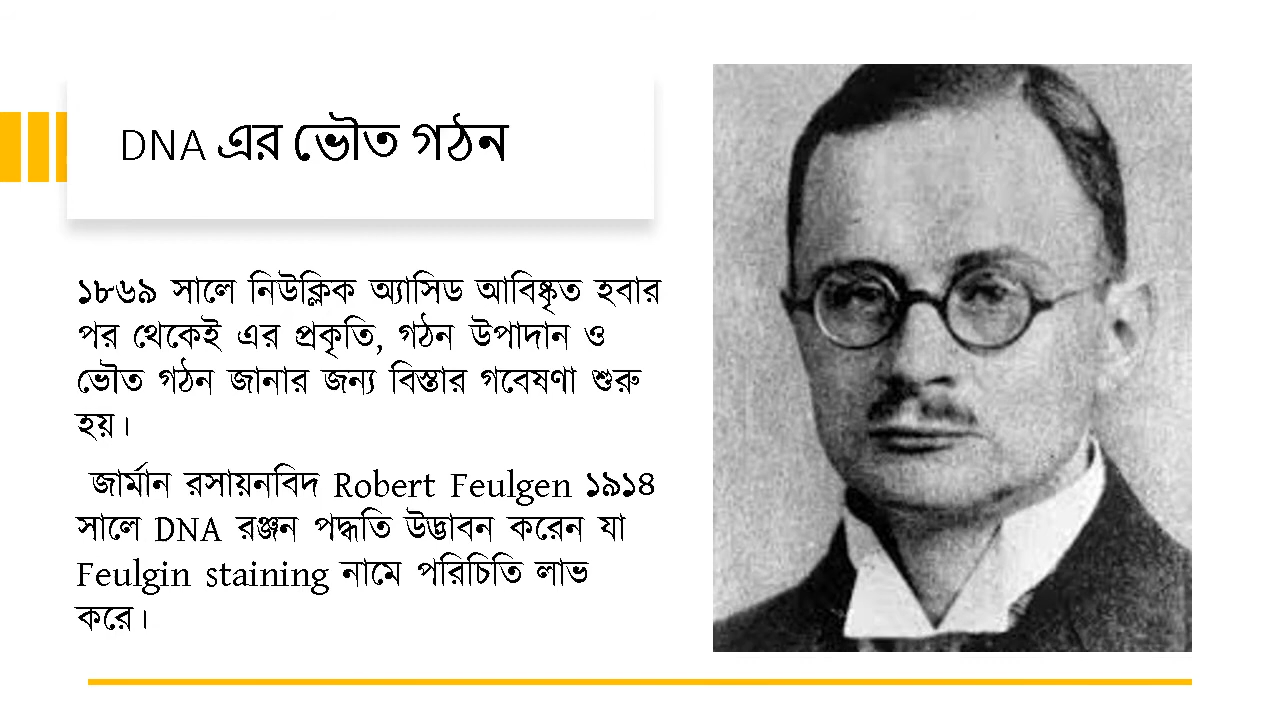 DNA এর ভৌত গঠন
১৮৬৯ সালে নিউক্লিক অ্যাসিড আবিষ্কৃত হবার
পর থেকেই এর প্রকৃতি, গঠন উপাদান ও
ভৌত গঠন জানার জন্য বিস্তার গবেষণা শুরু
হয়।
জার্মান রসায়নবিদ Robert Feulgen ১৯১৪
সালে DNA রঞ্জন পদ্ধতি উদ্ভাবন করেন যা
Feulgin staining নামে পরিচিতি লাভ
করে।